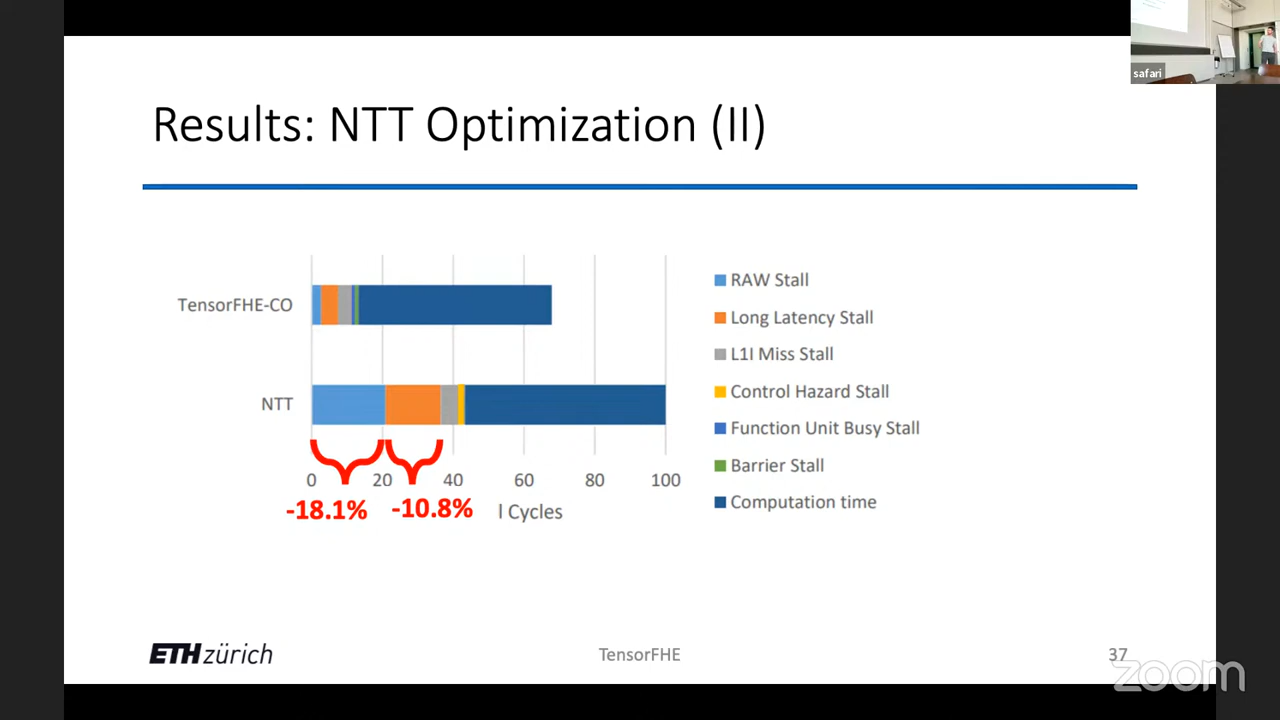 safari
Results: NTT Optimization (II)
TensorFHE-CO
NTT
0 20 40 60 80 100
-18.1% -10.8% l Cycles
RAW Stall
Long Latency Stall
L1I Miss Stall
Control Hazard Stall
Function Unit Busy Stall
Barrier Stall
Computation time
ETH zürich
TensorFHE
37
zoom